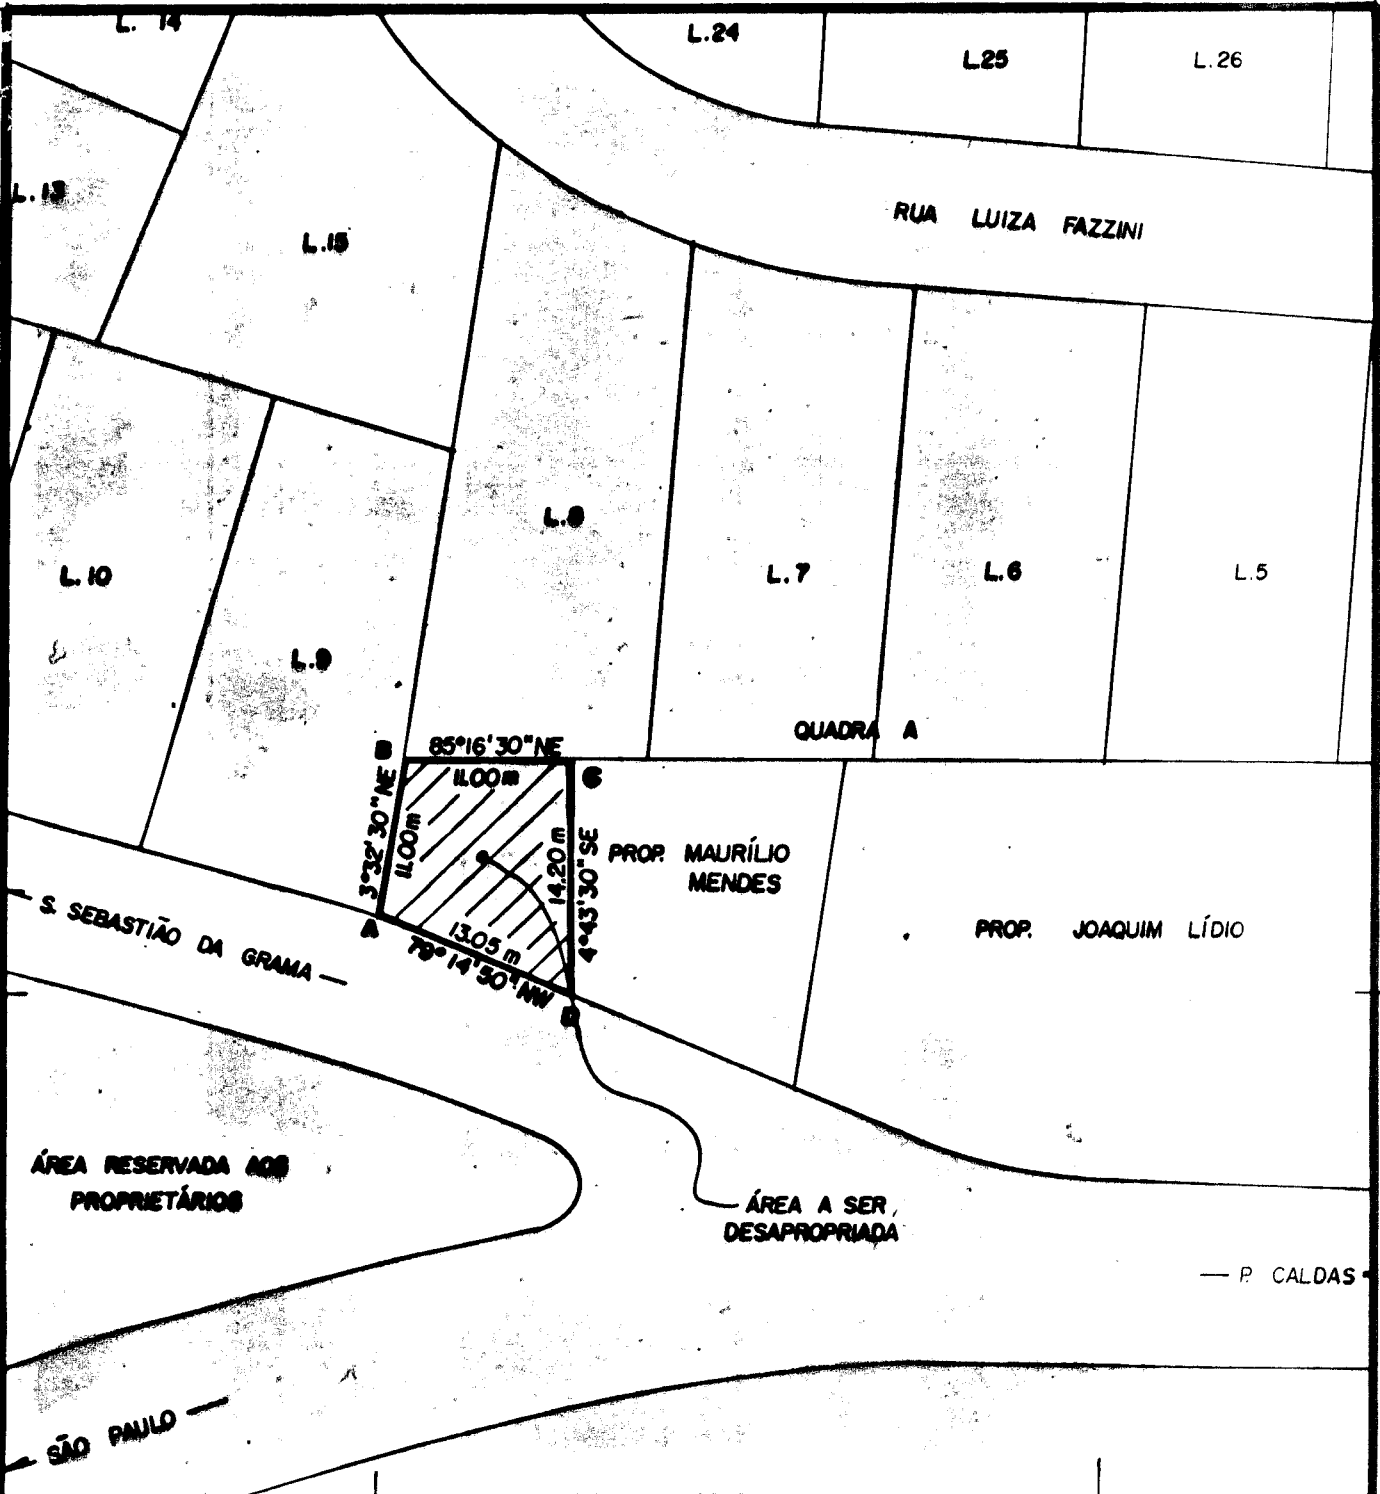 L. 14
L.24
L.25
L.26
L.13
L.15
RUA LUIZA FAZZINI
L.8
L.10
L.7
L.6
L.5
L.9
QUADRA A
B
85°16'30"NE
11.00m
C
3°32'30"NE
11.00m
14.20m
4°43'30"SE
PROP. MAURÍLIO
MENDES
A
13.05 m
79°14'50"NW
D
S. SEBASTIÃO DA GRAMA
PROP. JOAQUIM LÍDIO
ÁREA RESERVADA AOS
PROPRIETÁRIOS
ÁREA A SER
DESAPROPRIADA
P. CALDAS
SÃO PAULO